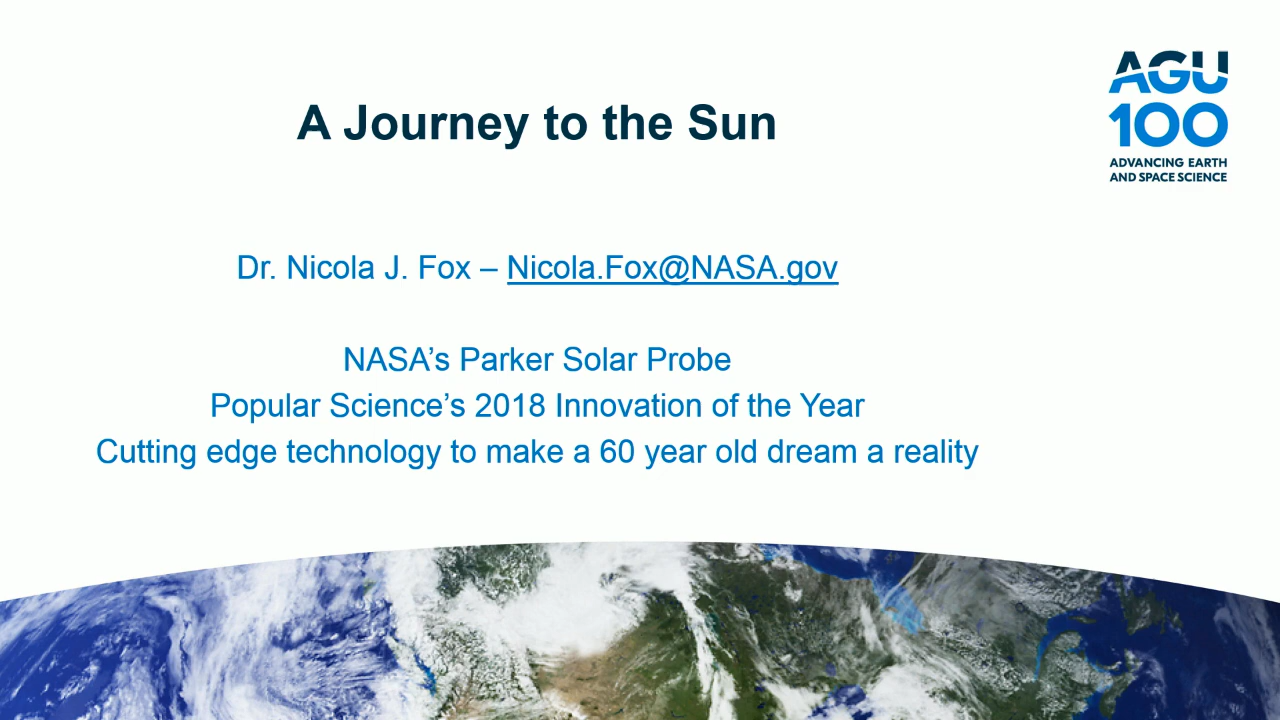 A Journey to the Sun
AGU
100
ADVANCING EARTH
AND SPACE SCIENCE
Dr. Nicola J. Fox – Nicola.Fox@NASA.gov
NASA’s Parker Solar Probe
Popular Science’s 2018 Innovation of the Year
Cutting edge technology to make a 60 year old dream a reality